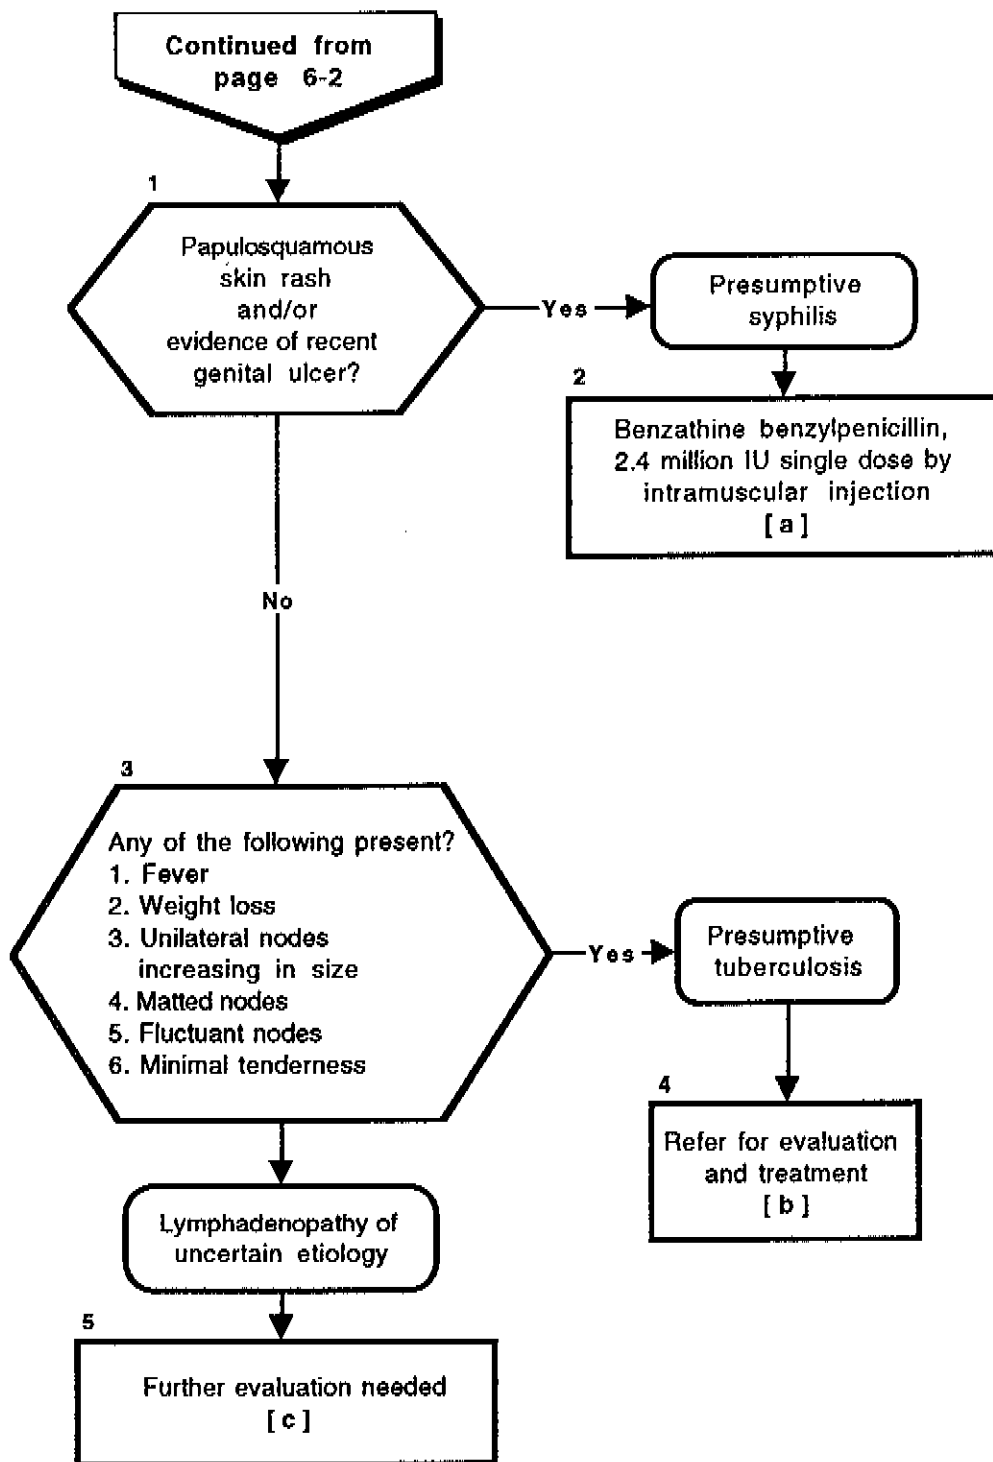 Continued from
page 6-2
1
Papulosquamous
skin rash
and/or
evidence of recent
genital ulcer?
Yes
Presumptive
syphilis
2
Benzathine benzylpenicillin,
2.4 million IU single dose by
intramuscular injection
[ a ]
No
3
Any of the following present?
1. Fever
2. Weight loss
3. Unilateral nodes
increasing in size
4. Matted nodes
5. Fluctuant nodes
6. Minimal tenderness
Yes
Presumptive
tuberculosis
4
Refer for evaluation
and treatment
[ b ]
Lymphadenopathy of
uncertain etiology
5
Further evaluation needed
[ c ]